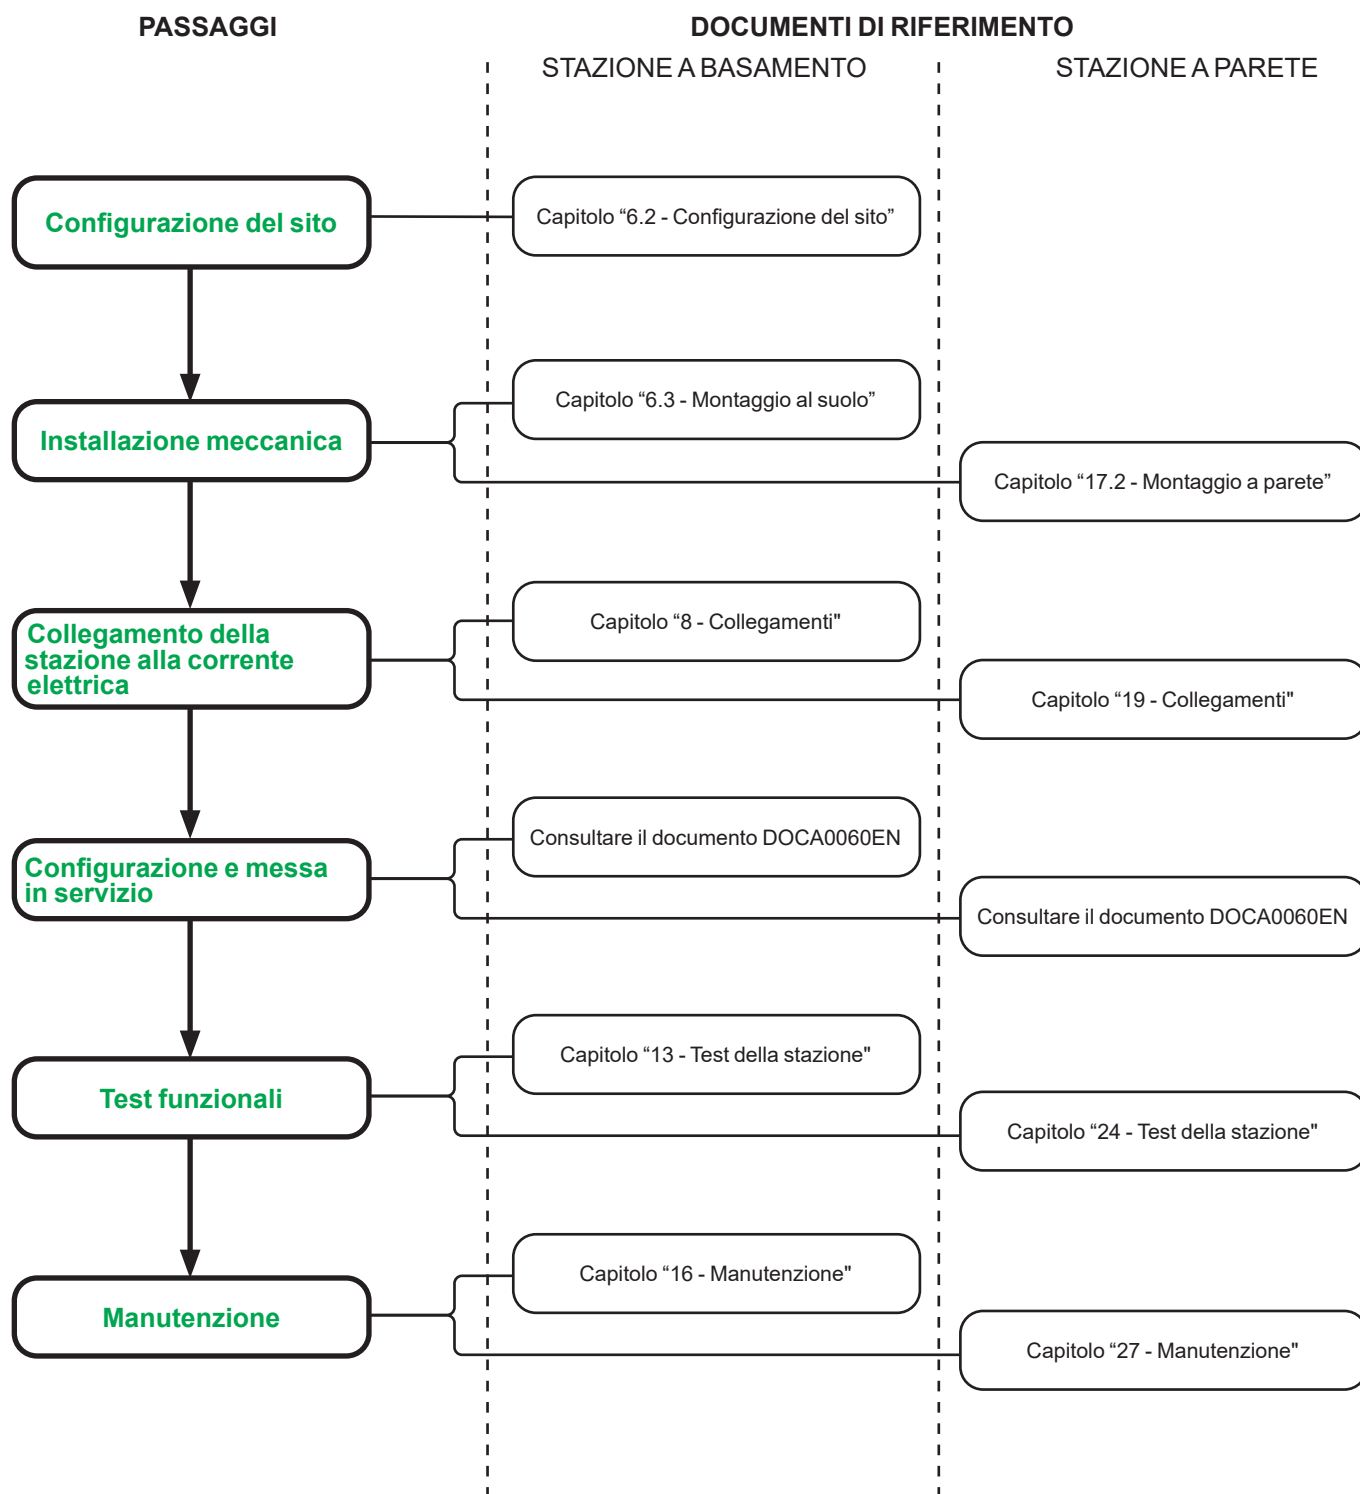 PASSAGGI
DOCUMENTI DI RIFERIMENTO
STAZIONE A BASAMENTO
STAZIONE A PARETE
Configurazione del sito
Capitolo “6.2 - Configurazione del sito”
Installazione meccanica
Capitolo “6.3 - Montaggio al suolo”
Capitolo “17.2 - Montaggio a parete”
Collegamento della
stazione alla corrente
elettrica
Capitolo “8 - Collegamenti"
Capitolo “19 - Collegamenti"
Configurazione e messa
in servizio
Consultare il documento DOCA0060EN
Consultare il documento DOCA0060EN
Test funzionali
Capitolo “13 - Test della stazione"
Capitolo “24 - Test della stazione"
Manutenzione
Capitolo “16 - Manutenzione"
Capitolo “27 - Manutenzione"